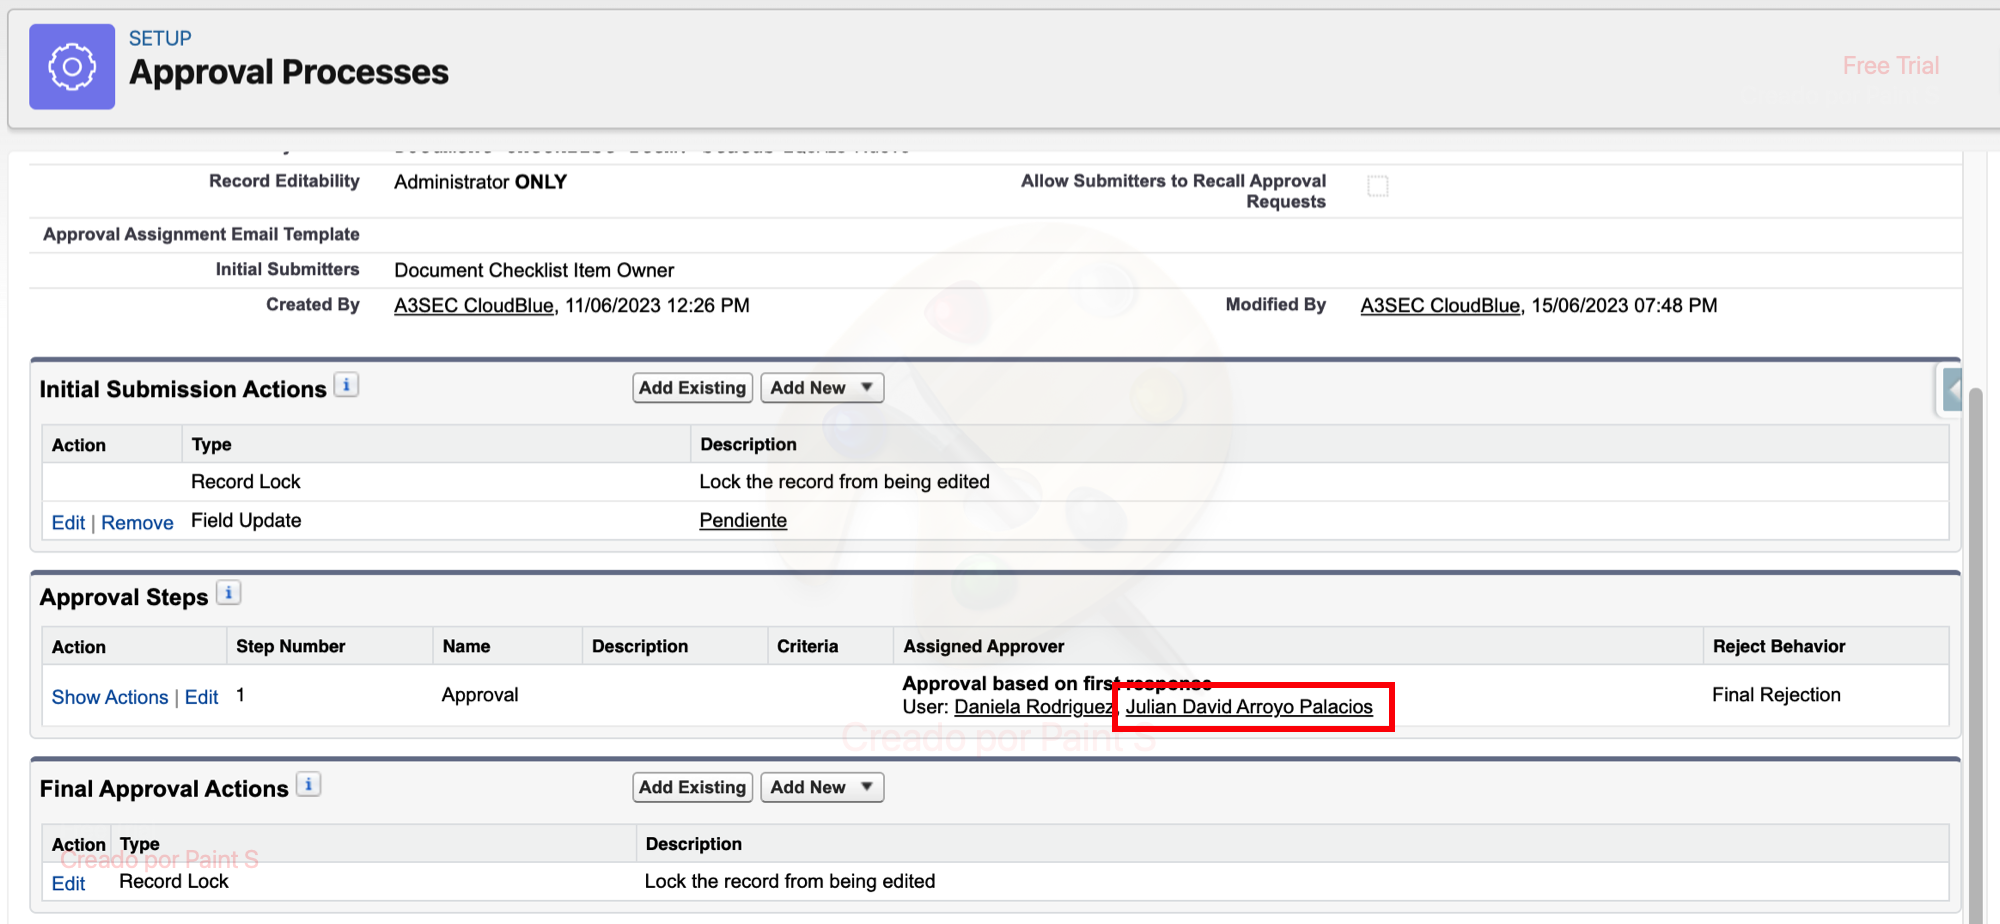 SETUP
Approval Processes
Free Trial
Record Editability Administrator ONLY Allow Submitters to Recall Approval Requests
Approval Assignment Email Template
Initial Submitters Document Checklist Item Owner
Created By A3SEC CloudBlue, 11/06/2023 12:26 PM Modified By A3SEC CloudBlue, 15/06/2023 07:48 PM
Initial Submission Actions i Add Existing Add New
Action Type Description
Record Lock Lock the record from being edited
Edit | Remove Field Update Pendiente
Approval Steps i
Action Step Number Name Description Criteria Assigned Approver Reject Behavior
Show Actions | Edit 1 Approval Approval based on first response Final Rejection
User: Daniela Rodriguez, Julian David Arroyo Palacios
Creado por Paint S
Final Approval Actions i Add Existing Add New
Action Type Description
Creado por Paint S
Edit Record Lock Lock the record from being edited